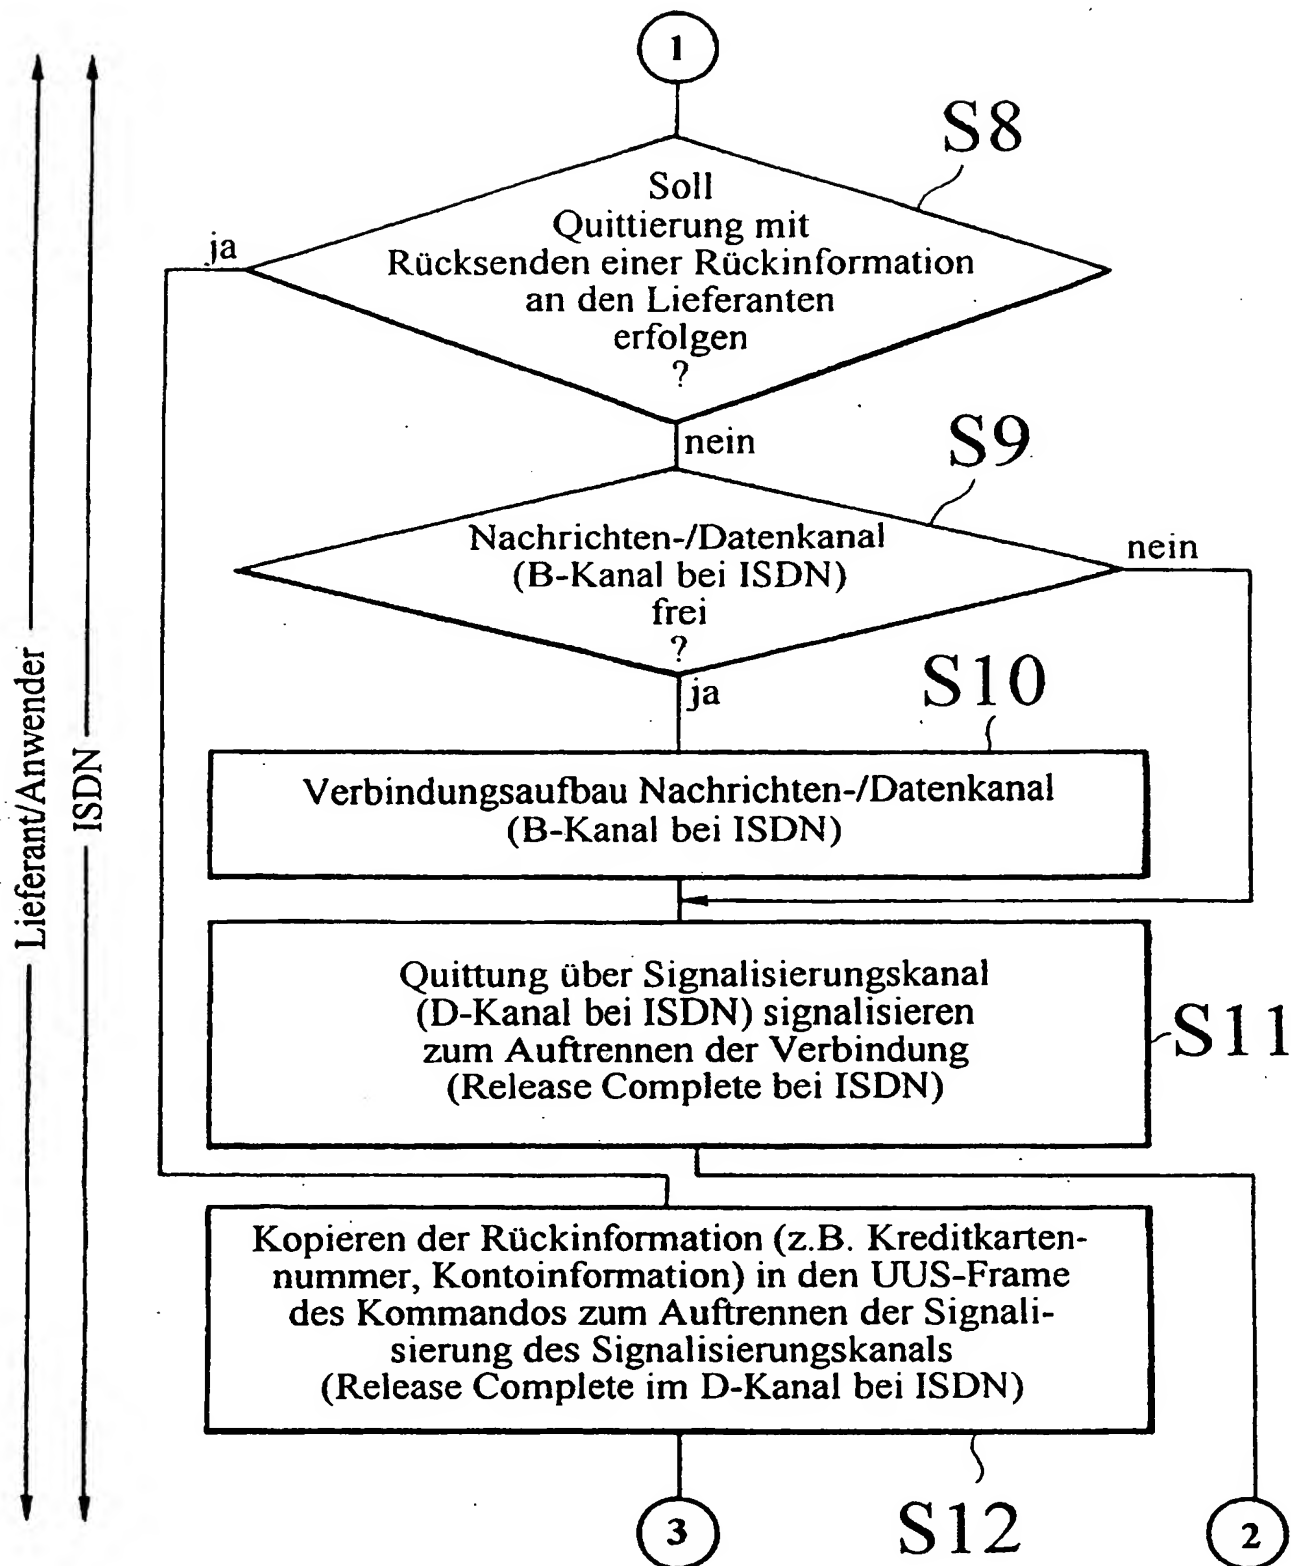 1
S8
Soll
Quittierung mit
Rücksenden einer Rückinformation
an den Lieferanten
erfolgen
?
ja
nein
S9
Nachrichten-/Datenkanal
(B-Kanal bei ISDN)
frei
?
nein
ja
S10
Verbindungsaufbau Nachrichten-/Datenkanal
(B-Kanal bei ISDN)
Quittung über Signalisierungskanal
(D-Kanal bei ISDN) signalisieren
zum Auftrennen der Verbindung
(Release Complete bei ISDN)
S11
Kopieren der Rückinformation (z.B. Kreditkarten-
nummer, Kontoinformation) in den UUS-Frame
des Kommandos zum Auftrennen der Signali-
sierung des Signalisierungskanals
(Release Complete im D-Kanal bei ISDN)
S12
3
2
Lieferant/Anwender
ISDN